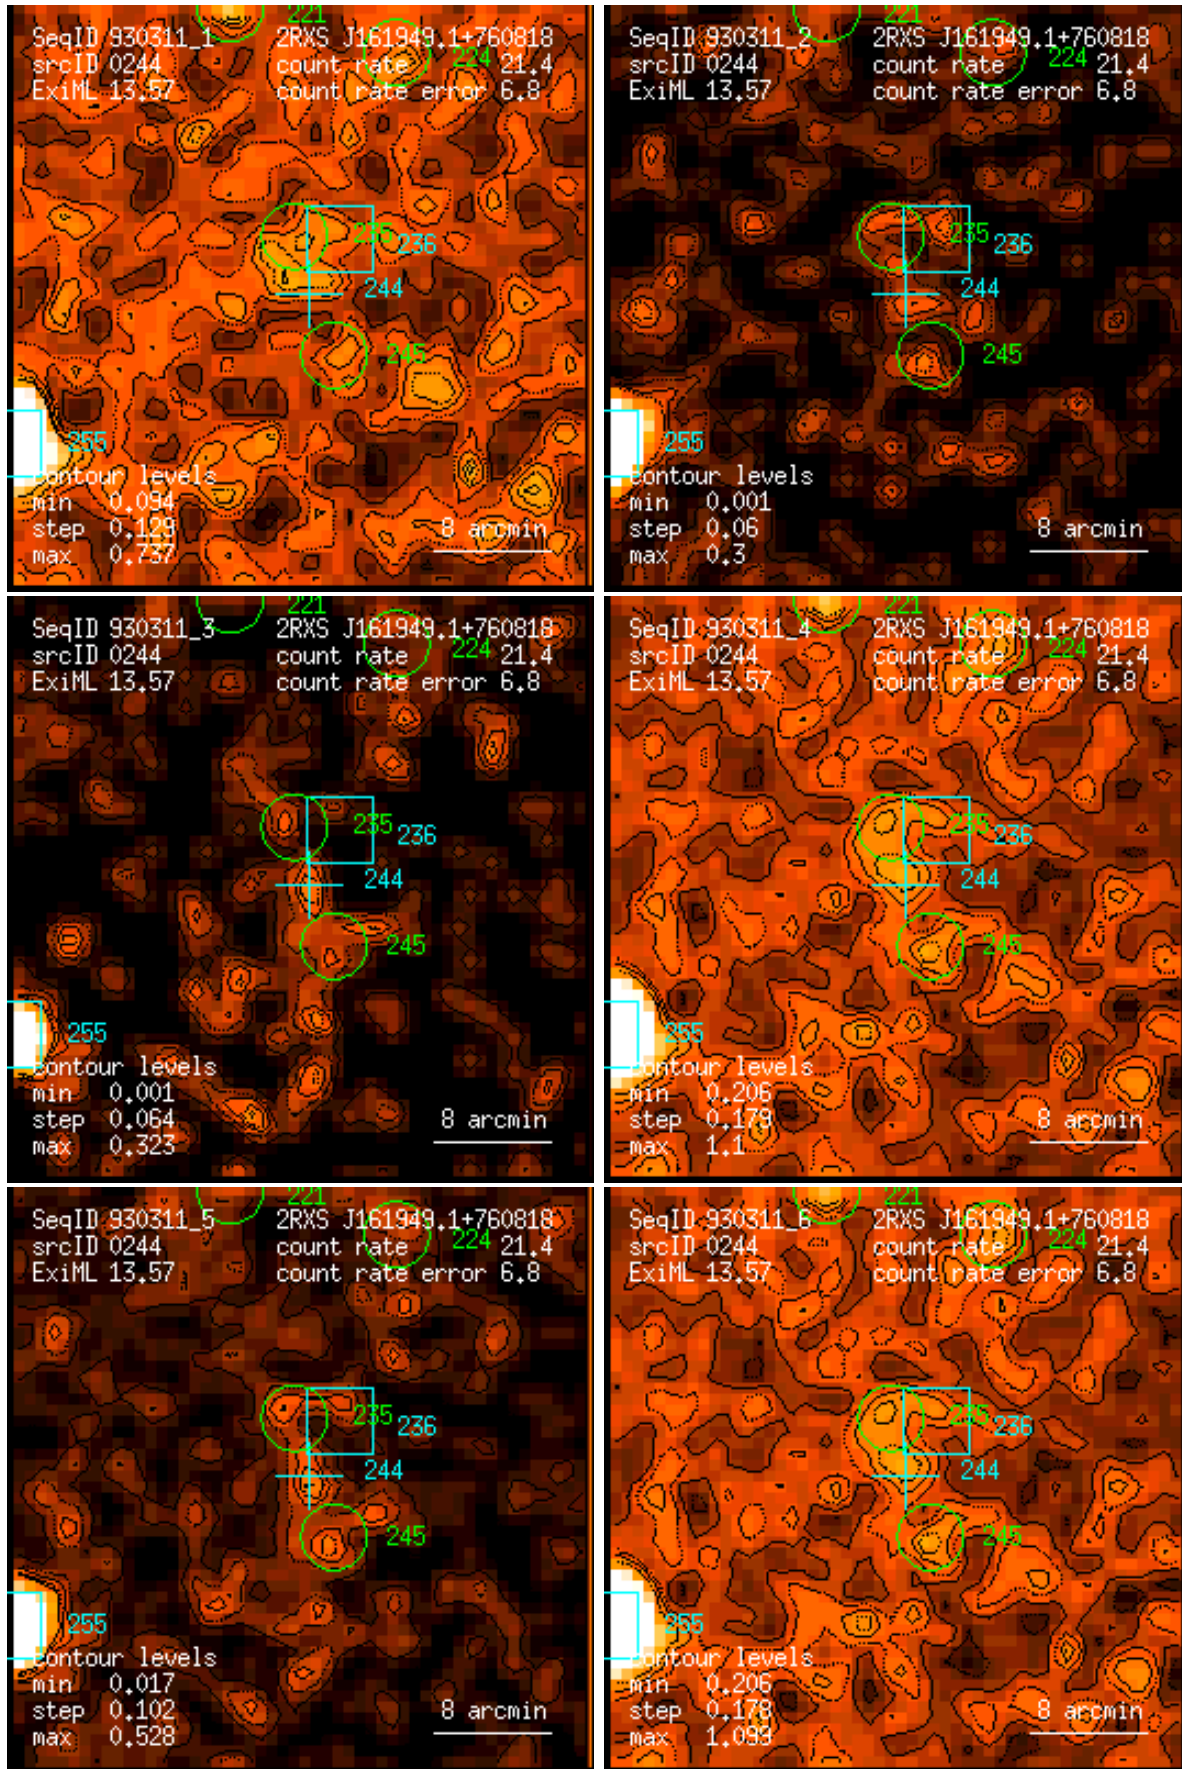 221
SeqID 930311_1 2RXS J161949.1+760818
srcID 0244 count rate 224 21.4
ExiML 13.57 count rate error 6.8
235 236
244
245
255
contour levels
min 0.094
step 0.129 8 arcmin
max 0.737
221
SeqID 930311_2 2RXS J161949.1+760818
srcID 0244 count rate 224 21.4
ExiML 13.57 count rate error 6.8
235 236
244
245
255
contour levels
min 0.001
step 0.06 8 arcmin
max 0.3
221
SeqID 930311_3 2RXS J161949.1+760818
srcID 0244 count rate 224 21.4
ExiML 13.57 count rate error 6.8
235 236
244
245
255
contour levels
min 0.001
step 0.064 8 arcmin
max 0.323
221
SeqID 930311_4 2RXS J161949.1+760818
srcID 0244 count rate 224 21.4
ExiML 13.57 count rate error 6.8
235 236
244
245
255
contour levels
min 0.206
step 0.179 8 arcmin
max 1.1
221
SeqID 930311_5 2RXS J161949.1+760818
srcID 0244 count rate 224 21.4
ExiML 13.57 count rate error 6.8
235 236
244
245
255
contour levels
min 0.017
step 0.102 8 arcmin
max 0.528
221
SeqID 930311_6 2RXS J161949.1+760818
srcID 0244 count rate 224 21.4
ExiML 13.57 count rate error 6.8
235 236
244
245
255
contour levels
min 0.206
step 0.178 8 arcmin
max 1.099